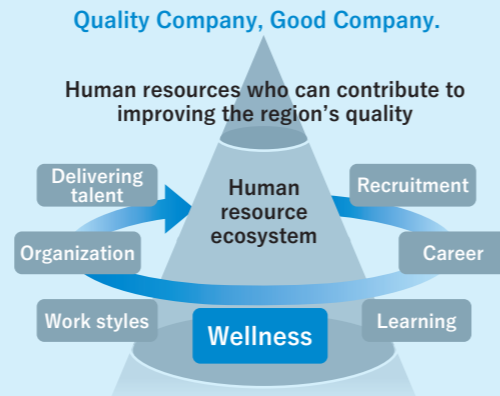 Quality Company, Good Company.
Human resources who can contribute to
improving the region’s quality
Delivering
talent
Human
resource
ecosystem
Recruitment
Organization
Career
Work styles
Wellness
Learning